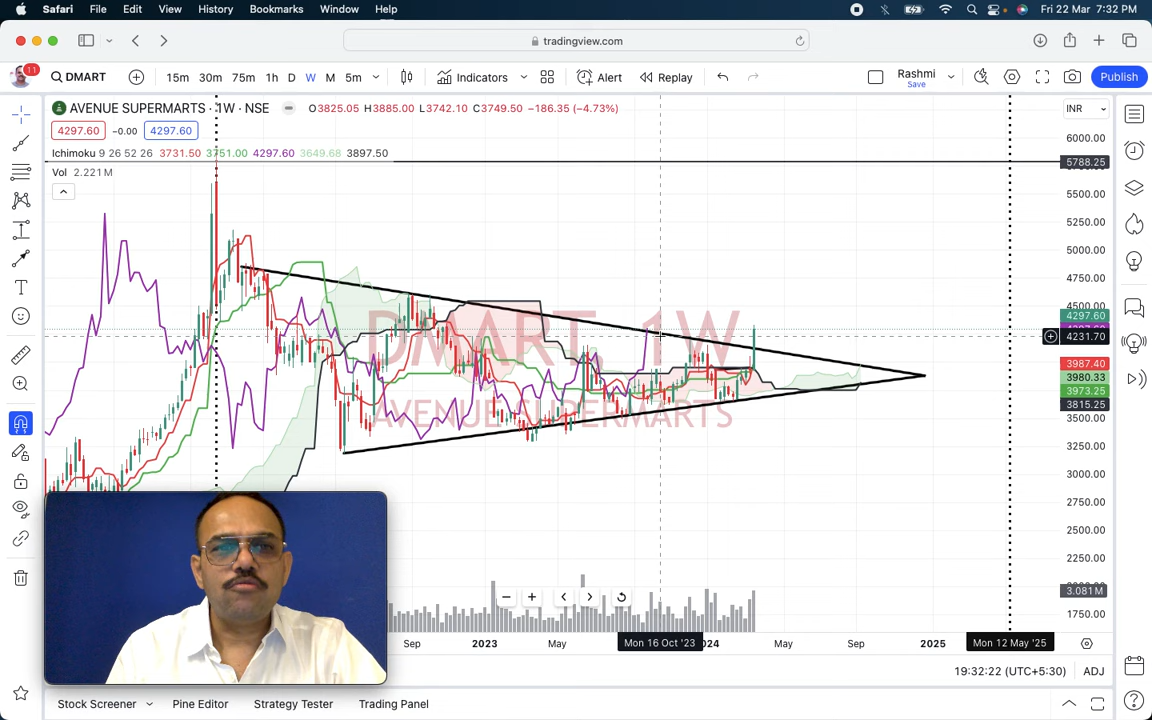 Safari File Edit View History Bookmarks Window Help Fri 22 Mar 7:32 PM
tradingview.com
11 DMART 15m 30m 75m 1h D W M 5m Indicators Alert Replay Rashmi Save Publish
AVENUE SUPERMARTS · 1W · NSE O3825.05 H3885.00 L3742.10 C3749.50 −186.35 (−4.73%) INR
4297.60 -0.00 4297.60
6000.00
Ichimoku 9 26 52 26 3731.50 3751.00 4297.60 3649.68 3897.50
5788.25
Vol 2.221M
5500.00
5250.00
5000.00
4750.00
4500.00
4297.60
DMART, 1W
4231.70
3987.40
3980.33
3973.25
3815.25
AVENUE SUPERMARTS
3500.00
3250.00
3000.00
2750.00
2500.00
2250.00
3.081M
1750.00
Sep 2023 May Mon 16 Oct '23 024 May Sep 2025 Mon 12 May '25
19:32:22 (UTC+5:30) ADJ
Stock Screener Pine Editor Strategy Tester Trading Panel